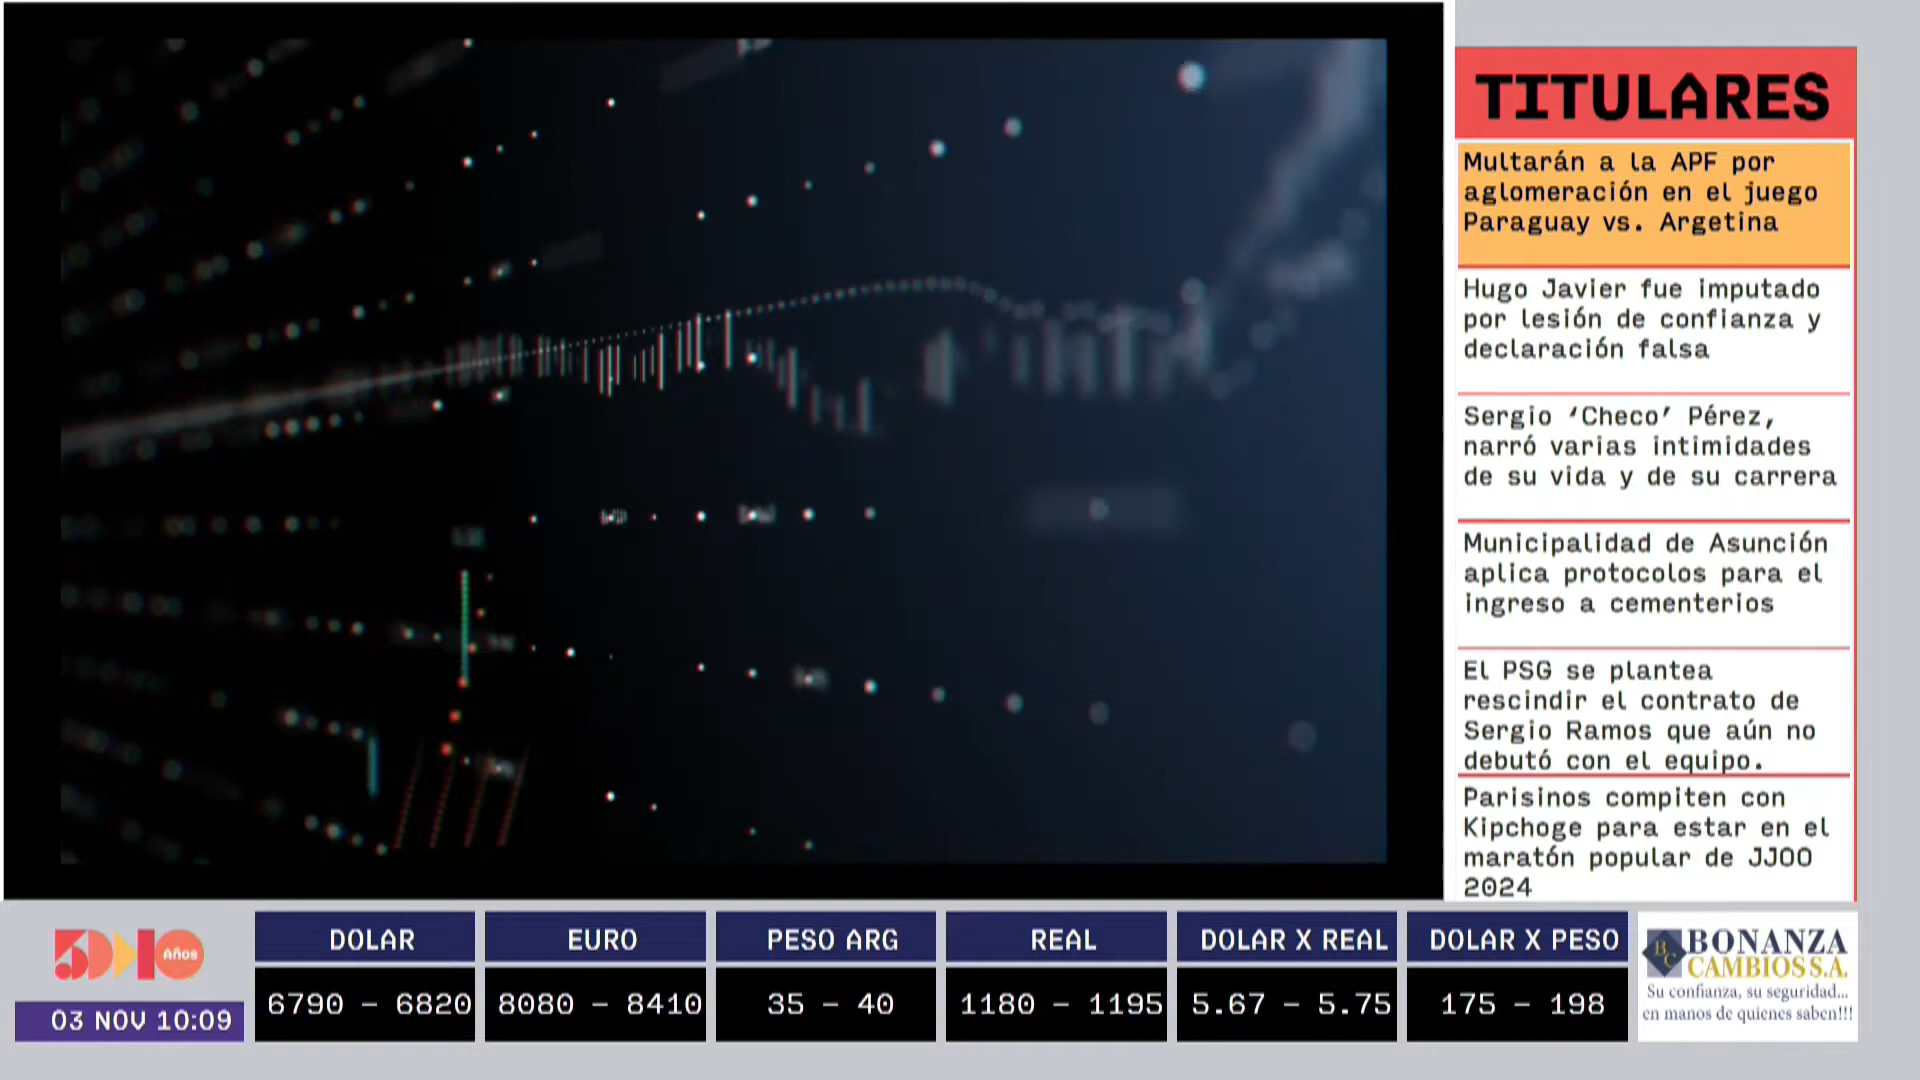 TITULARES
Multarán a la APF por
aglomeración en el juego
Paraguay vs. Argetina
Hugo Javier fue imputado
por lesión de confianza y
declaración falsa
Sergio ‘Checo’ Pérez,
narró varias intimidades
de su vida y de su carrera
Municipalidad de Asunción
aplica protocolos para el
ingreso a cementerios
El PSG se plantea
rescindir el contrato de
Sergio Ramos que aún no
debutó con el equipo.
Parisinos compiten con
Kipchoge para estar en el
maratón popular de JJOO
2024
Años
03 NOV 10:09
DOLAR
6790 - 6820
EURO
8080 - 8410
PESO ARG
35 - 40
REAL
1180 - 1195
DOLAR X REAL
5.67 - 5.75
DOLAR X PESO
175 - 198
BC
BONANZA
CAMBIOS S.A.
Su confianza, su seguridad...
en manos de quienes saben!!!